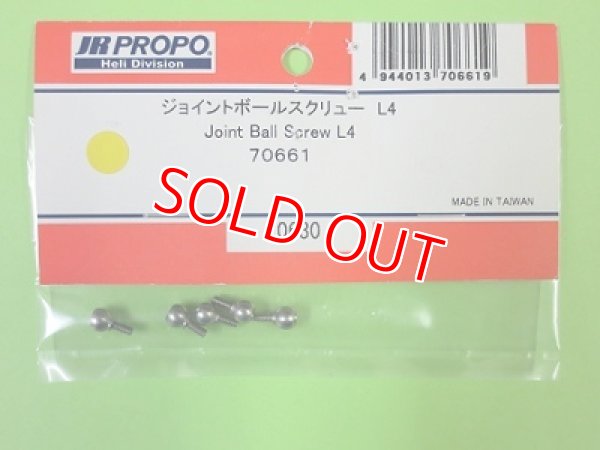 JR PROPO®
Heli Division
4 944013 706619
ジョイントボールスクリュー L4
Joint Ball Screw L4
70661
MADE IN TAIWAN
SOLD OUT